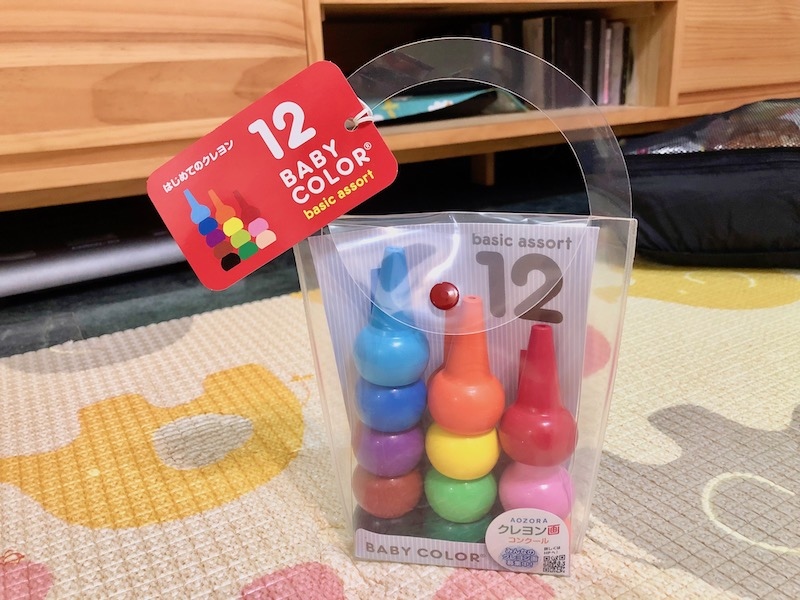 はじめてのクレヨン
12
BABY
COLOR®
basic assort
basic assort
12
AOZORA
クレヨン画
コンクール
BABY COLOR